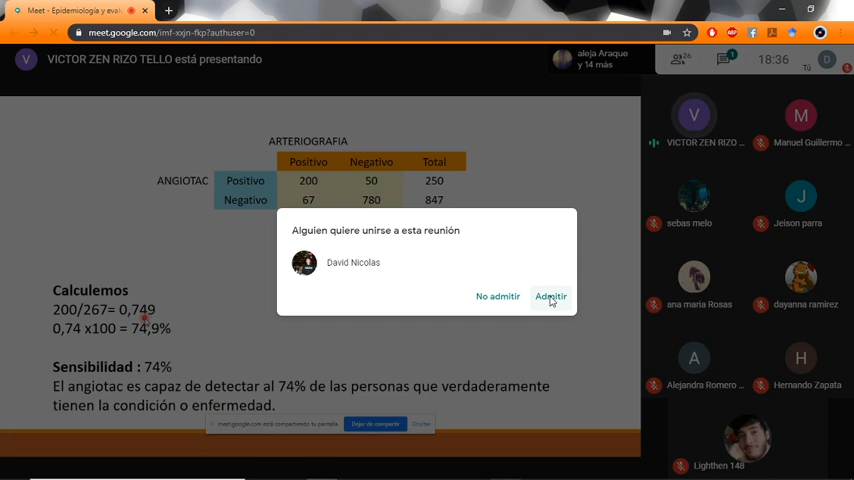 Meet - Epidemiología y evalu
meet.google.com/imf-xxjn-fkp?authuser=0
V
VICTOR ZEN RIZO TELLO está presentando
aleja Araque
y 14 más
26
1
18:36
Tú
D
ARTERIOGRAFIA
Positivo Negativo Total
ANGIOTAC Positivo 200 50 250
Negativo 67 780 847
Alguien quiere unirse a esta reunión
David Nicolas
No admitir Admitir
Calculemos
200/267= 0,749
0,74 x100 = 74,9%
Sensibilidad : 74%
El angiotac es capaz de detectar al 74% de las personas que verdaderamente
tienen la condición o enfermedad.
meet.google.com está compartiendo tu pantalla. Dejar de compartir Ocultar
V
VICTOR ZEN RIZO ...
M
Manuel Guillermo ...
sebas melo
J
Jeison parra
ana maria Rosas
dayanna ramirez
A
Alejandra Romero ...
H
Hernando Zapata
Lighthen 148